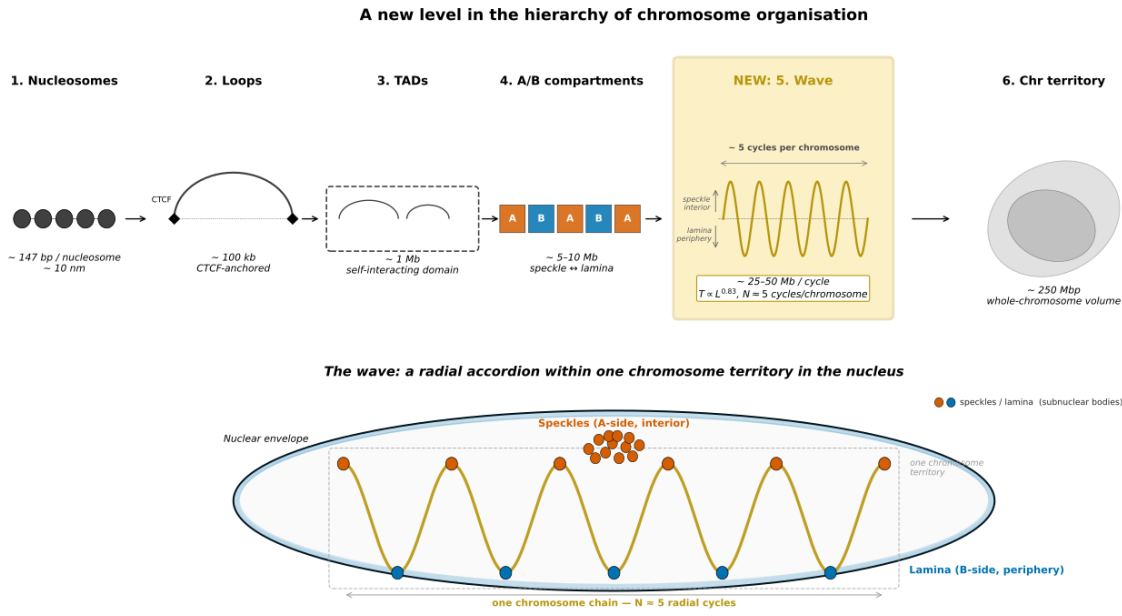 A new level in the hierarchy of chromosome organisation
1. Nucleosomes
2. Loops
3. TADs
4. A/B compartments
NEW: 5. Wave
6. Chr territory
~ 147 bp / nucleosome
~ 10 nm
CTCF
~ 100 kb
CTCF-anchored
~ 1 Mb
self-interacting domain
A B A B A
~ 5–10 Mb
speckle ↔ lamina
~ 5 cycles per chromosome
speckle
interior
lamina
periphery
~ 25–50 Mb / cycle
T ∝ L^0.83, N ≈ 5 cycles/chromosome
~ 250 Mbp
whole-chromosome volume
The wave: a radial accordion within one chromosome territory in the nucleus
speckles / lamina (subnuclear bodies)
Speckles (A-side, interior)
Nuclear envelope
one chromosome
territory
Lamina (B-side, periphery)
one chromosome chain — N ≈ 5 radial cycles